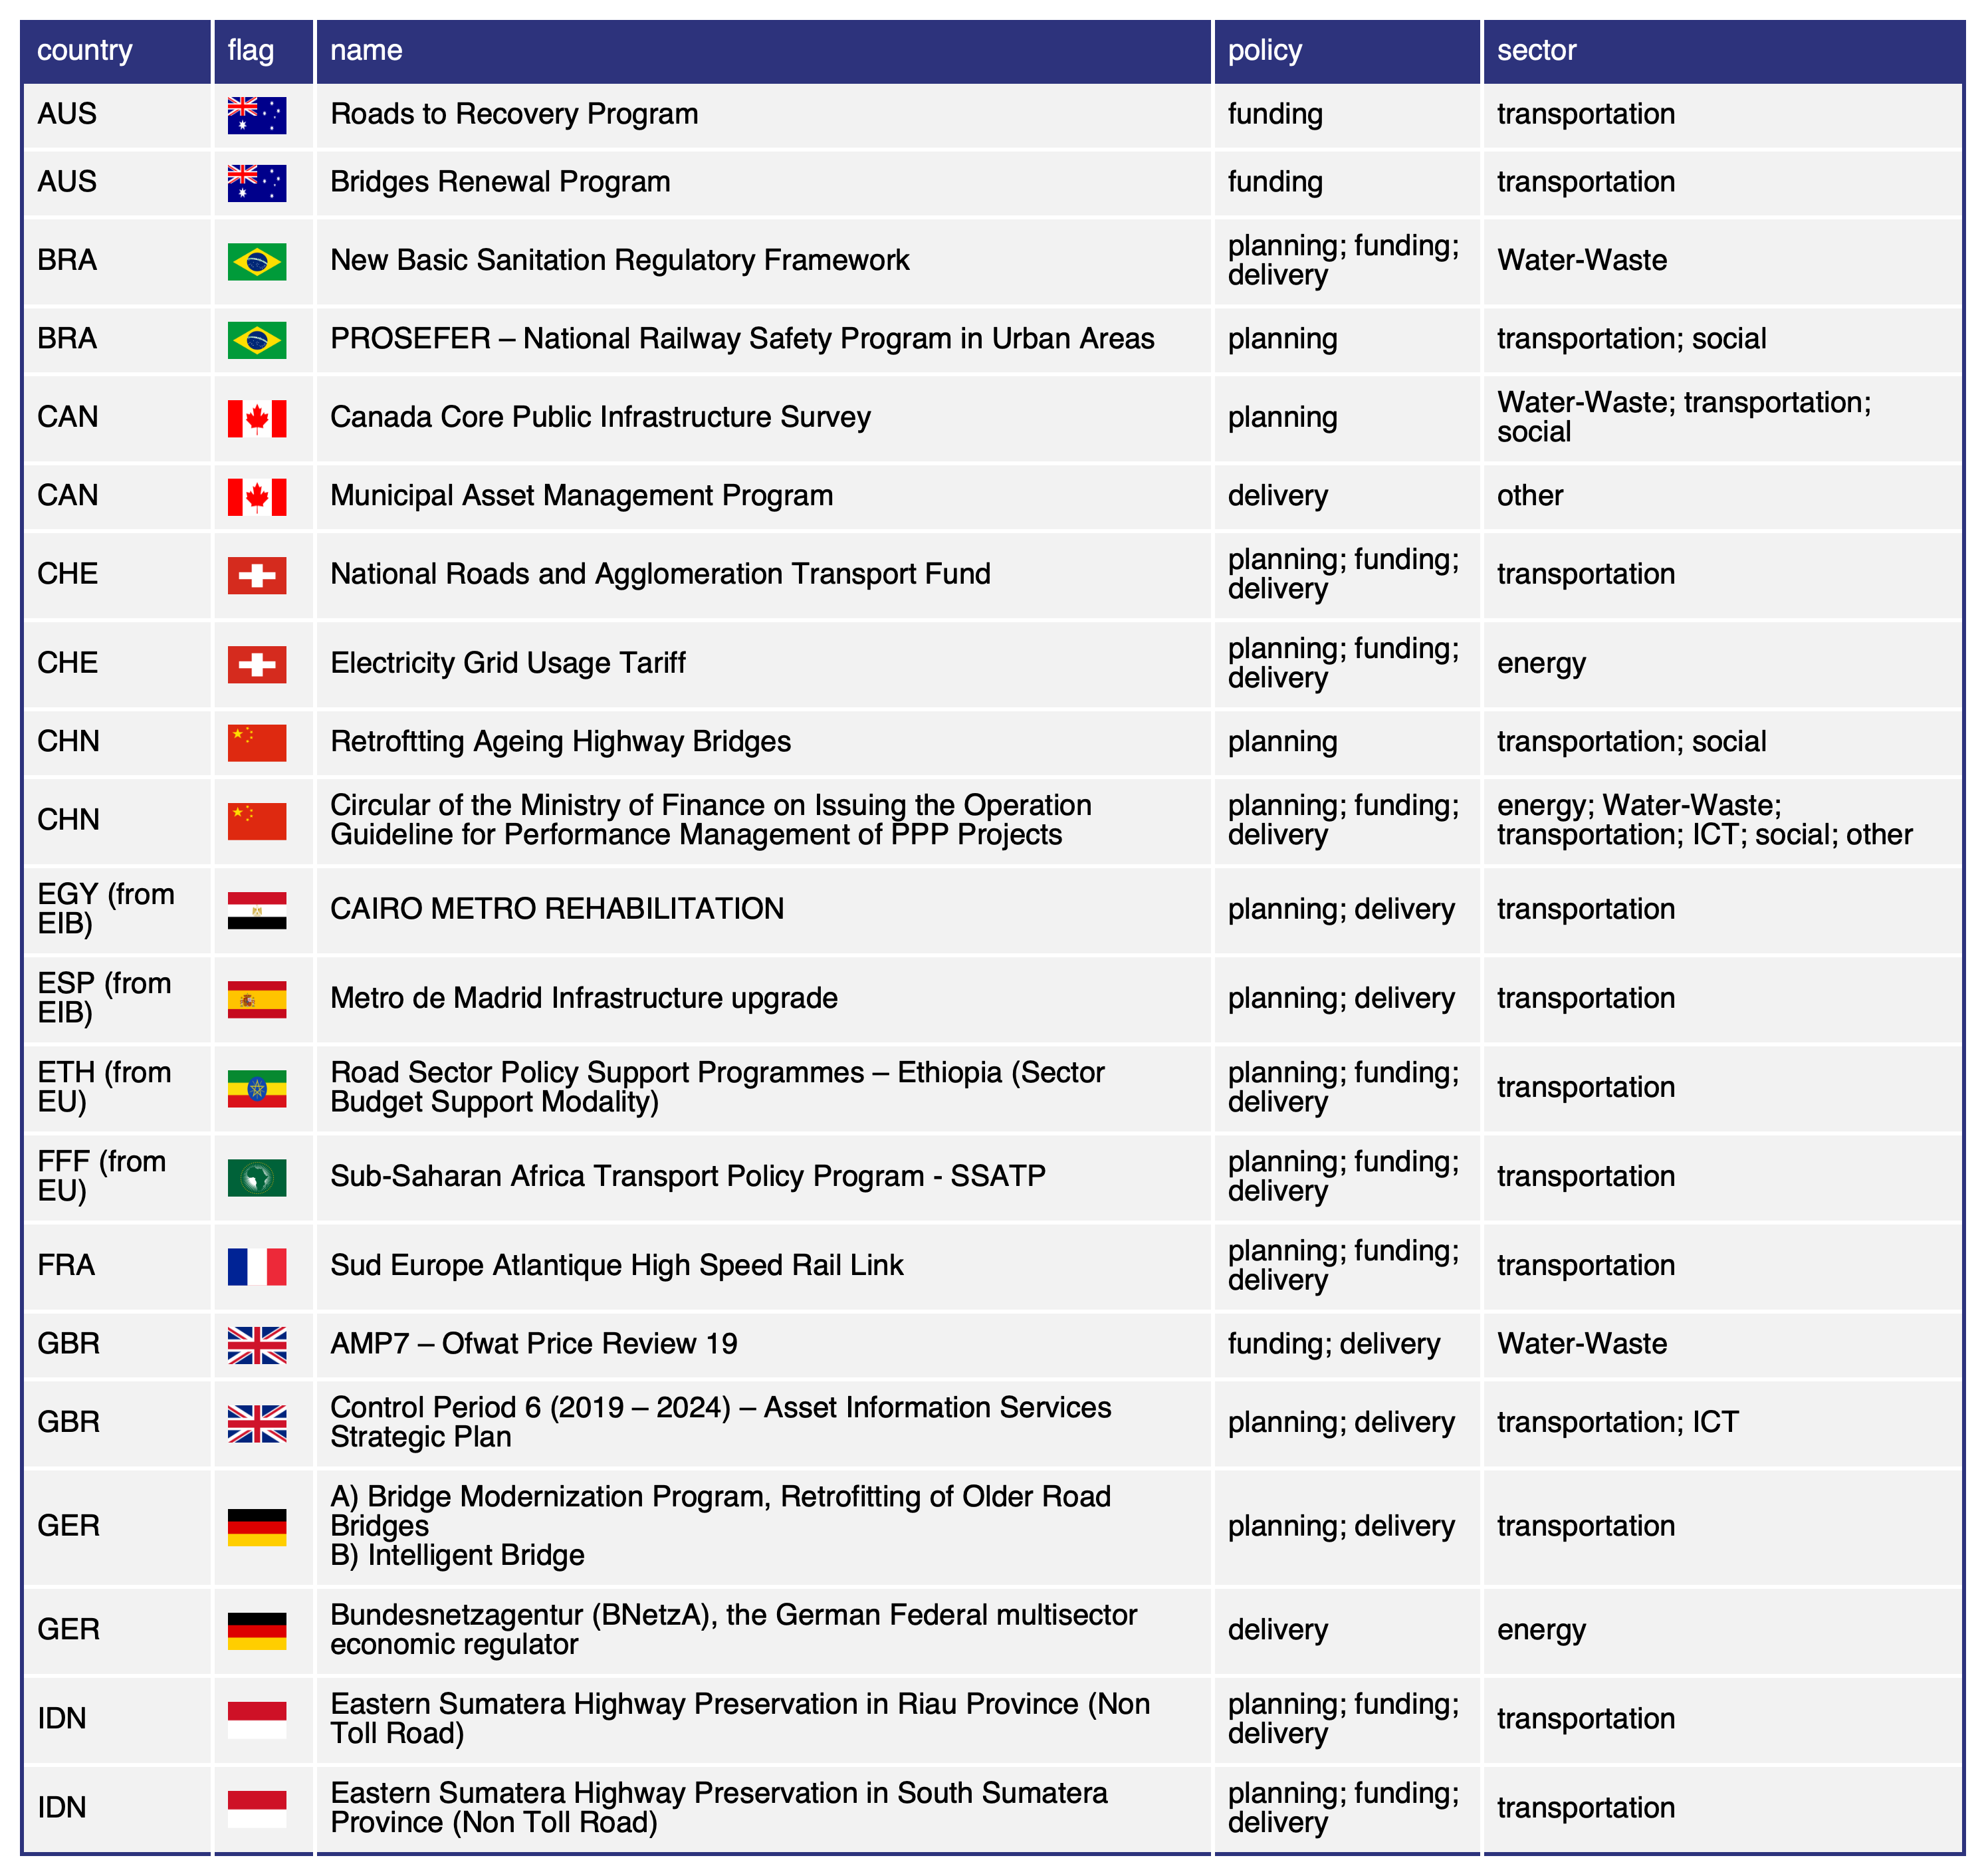 country flag name policy sector
AUS Roads to Recovery Program funding transportation
AUS Bridges Renewal Program funding transportation
BRA New Basic Sanitation Regulatory Framework planning; funding;
delivery Water-Waste
BRA PROSEFER – National Railway Safety Program in Urban Areas planning transportation; social
CAN Canada Core Public Infrastructure Survey planning Water-Waste; transportation;
social
CAN Municipal Asset Management Program delivery other
CHE National Roads and Agglomeration Transport Fund planning; funding;
delivery transportation
CHE Electricity Grid Usage Tariff planning; funding;
delivery energy
CHN Retroftting Ageing Highway Bridges planning transportation; social
CHN Circular of the Ministry of Finance on Issuing the Operation
Guideline for Performance Management of PPP Projects planning; funding;
delivery energy; Water-Waste;
transportation; ICT; social; other
EGY (from
EIB) CAIRO METRO REHABILITATION planning; delivery transportation
ESP (from
EIB) Metro de Madrid Infrastructure upgrade planning; delivery transportation
ETH (from
EU) Road Sector Policy Support Programmes – Ethiopia (Sector
Budget Support Modality) planning; funding;
delivery transportation
FFF (from
EU) Sub-Saharan Africa Transport Policy Program - SSATP planning; funding;
delivery transportation
FRA Sud Europe Atlantique High Speed Rail Link planning; funding;
delivery transportation
GBR AMP7 – Ofwat Price Review 19 funding; delivery Water-Waste
GBR Control Period 6 (2019 – 2024) – Asset Information Services
Strategic Plan planning; delivery transportation; ICT
GER A) Bridge Modernization Program, Retrofitting of Older Road
Bridges
B) Intelligent Bridge planning; delivery transportation
GER Bundesnetzagentur (BNetzA), the German Federal multisector
economic regulator delivery energy
IDN Eastern Sumatera Highway Preservation in Riau Province (Non
Toll Road) planning; funding;
delivery transportation
IDN Eastern Sumatera Highway Preservation in South Sumatera
Province (Non Toll Road) planning; funding;
delivery transportation